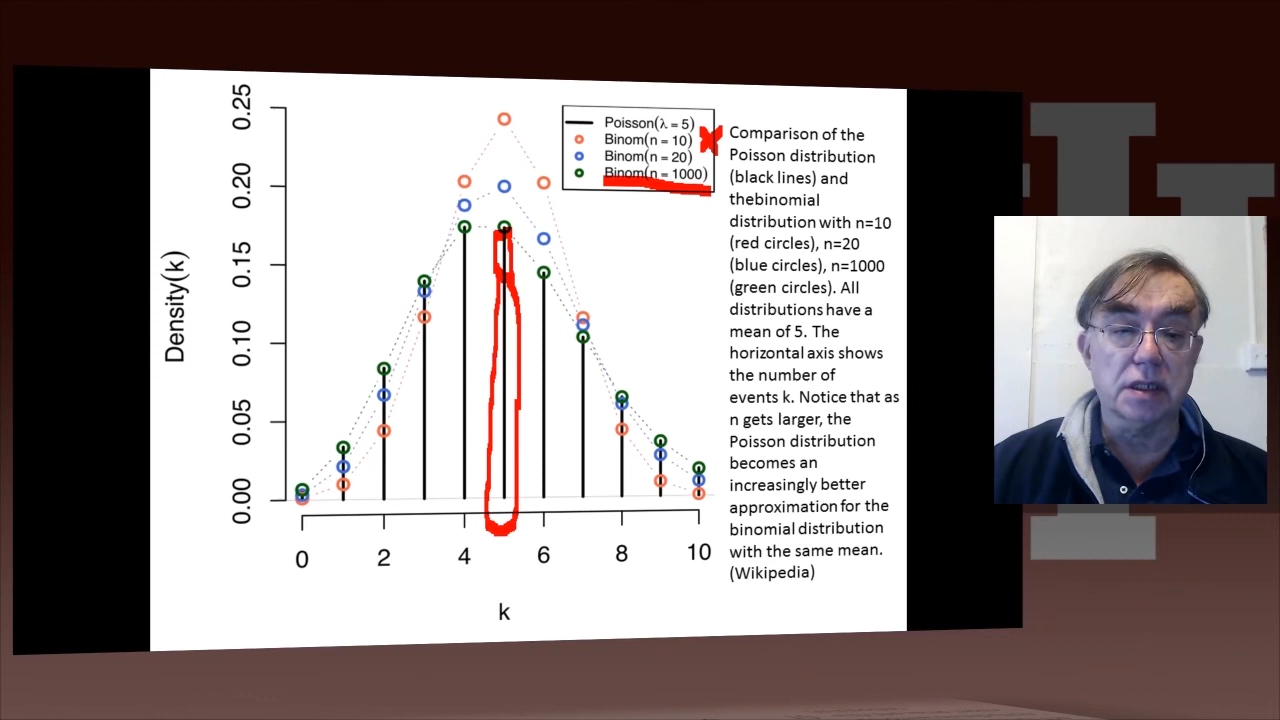 0.25
0.20
0.15
0.10
0.05
0.00
Density(k)
0 2 4 6 8 10
k
Poisson(λ = 5)
Binom(n = 10)
Binom(n = 20)
Binom(n = 1000)
Comparison of the
Poisson distribution
(black lines) and
thebinomial
distribution with n=10
(red circles), n=20
(blue circles), n=1000
(green circles). All
distributions have a
mean of 5. The
horizontal axis shows
the number of
events k. Notice that as
n gets larger, the
Poisson distribution
becomes an
increasingly better
approximation for the
binomial distribution
with the same mean.
(Wikipedia)